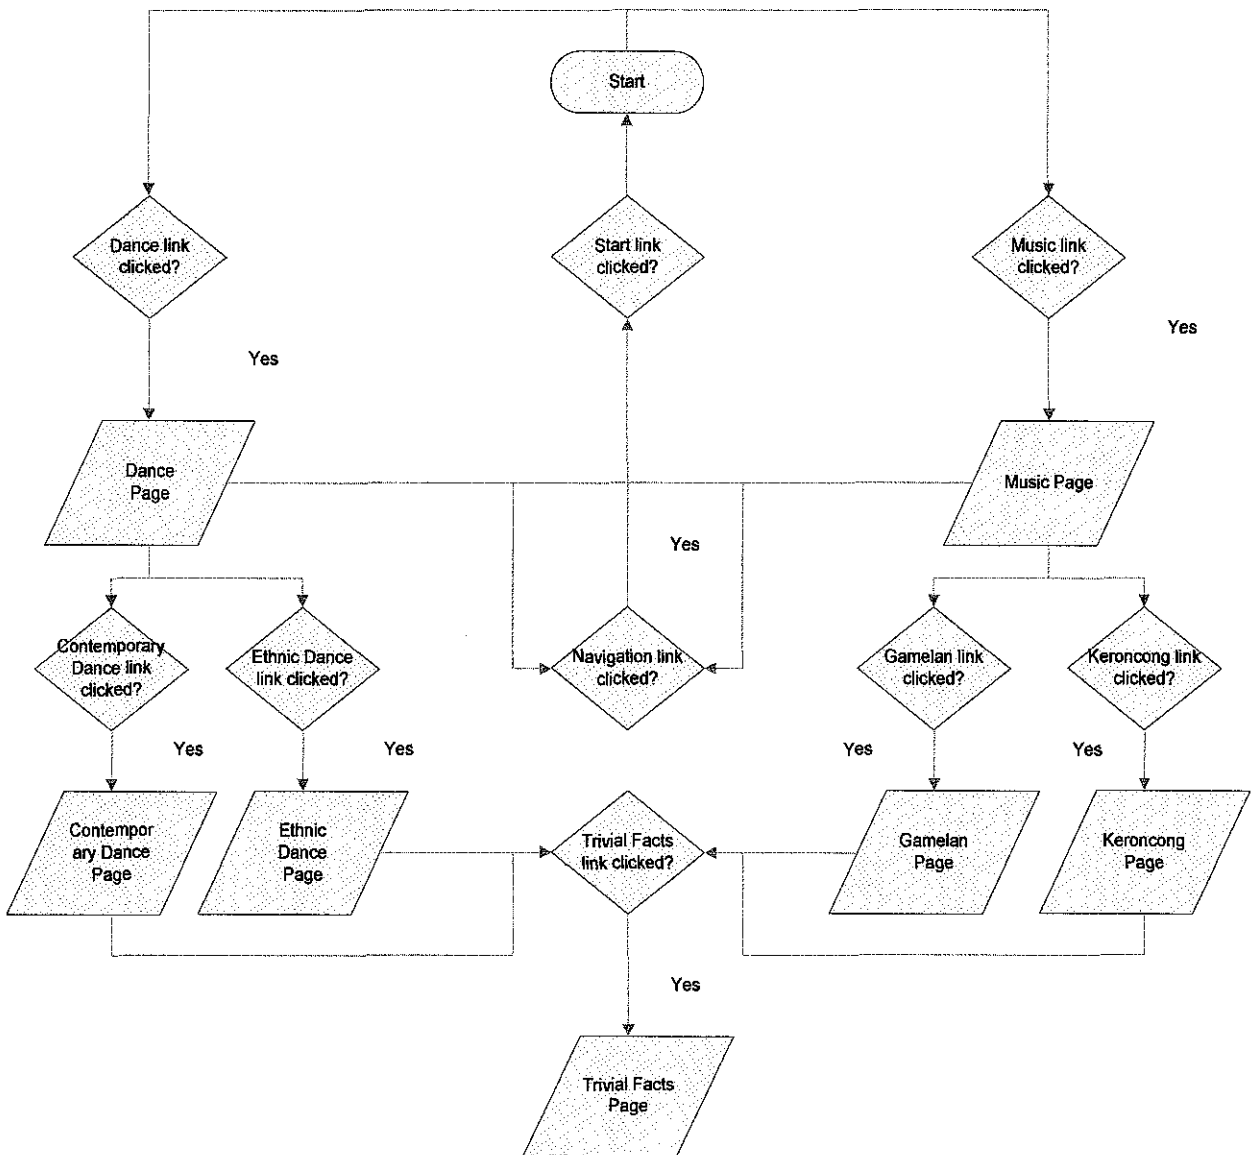 Start
Dance link
clicked?
Start link
clicked?
Music link
clicked?
Yes
Yes
Dance
Page
Music Page
Yes
Contemporary
Dance link
clicked?
Ethnic Dance
link clicked?
Navigation link
clicked?
Gamelan link
clicked?
Keroncong link
clicked?
Yes
Yes
Yes
Yes
Contempor
ary Dance
Page
Ethnic
Dance
Page
Trivial Facts
link clicked?
Gamelan
Page
Keroncong
Page
Yes
Trivial Facts
Page